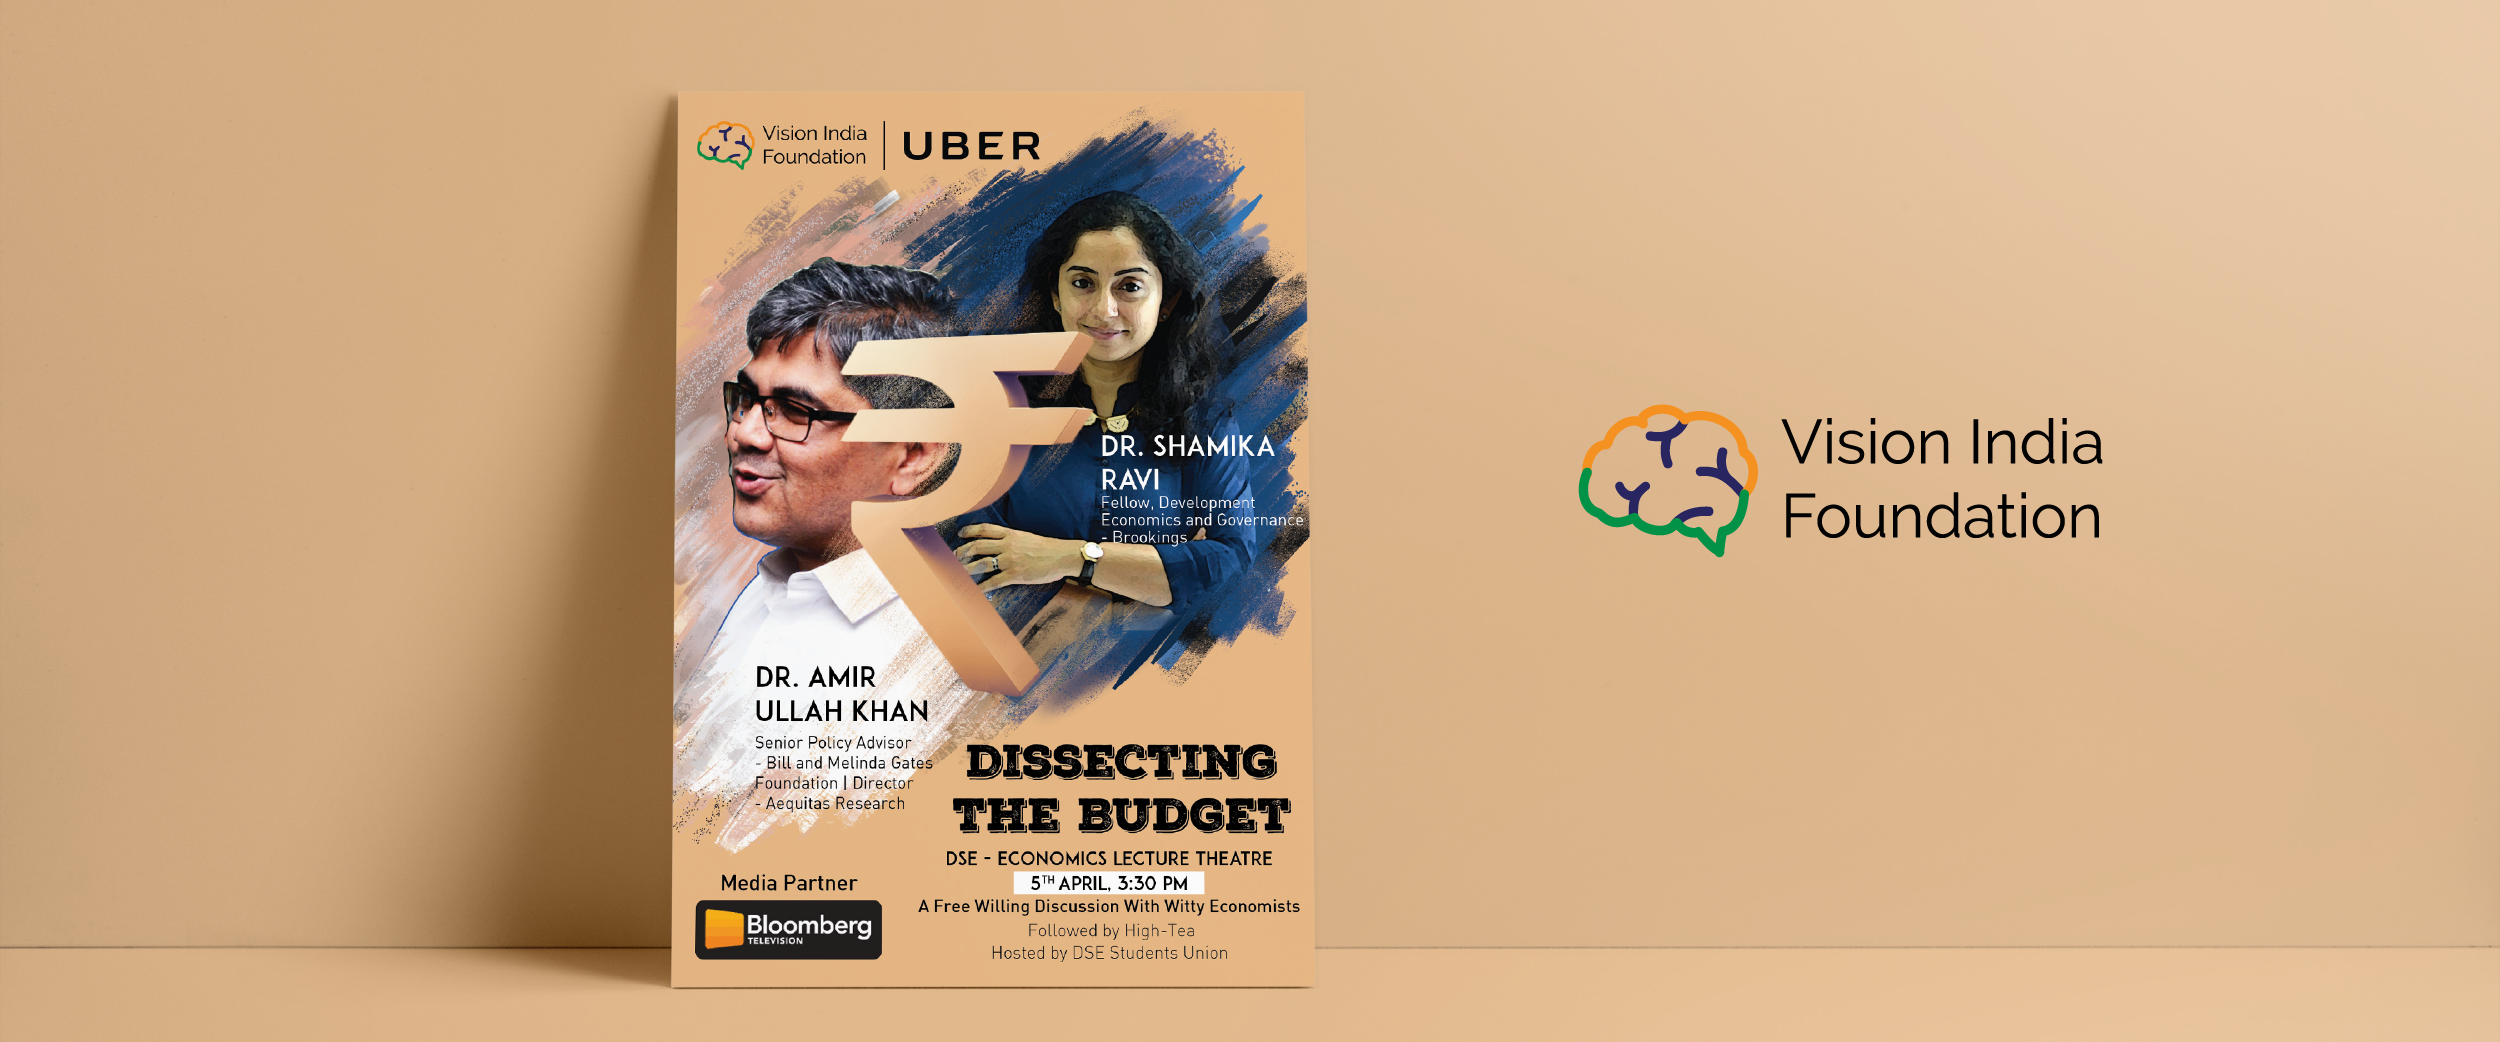 Vision India
Foundation
UBER
DR. SHAMIKA
RAVI
Fellow, Development
Economics and Governance
- Brookings
DR. AMIR
ULLAH KHAN
Senior Policy Advisor
- Bill and Melinda Gates
Foundation | Director
- Aequitas Research
DISSECTING
THE BUDGET
DSE - ECONOMICS LECTURE THEATRE
5TH APRIL, 3:30 PM
A Free Willing Discussion With Witty Economists
Followed by High-Tea
Hosted by DSE Students Union
Media Partner
Bloomberg
TELEVISION
Vision India
Foundation